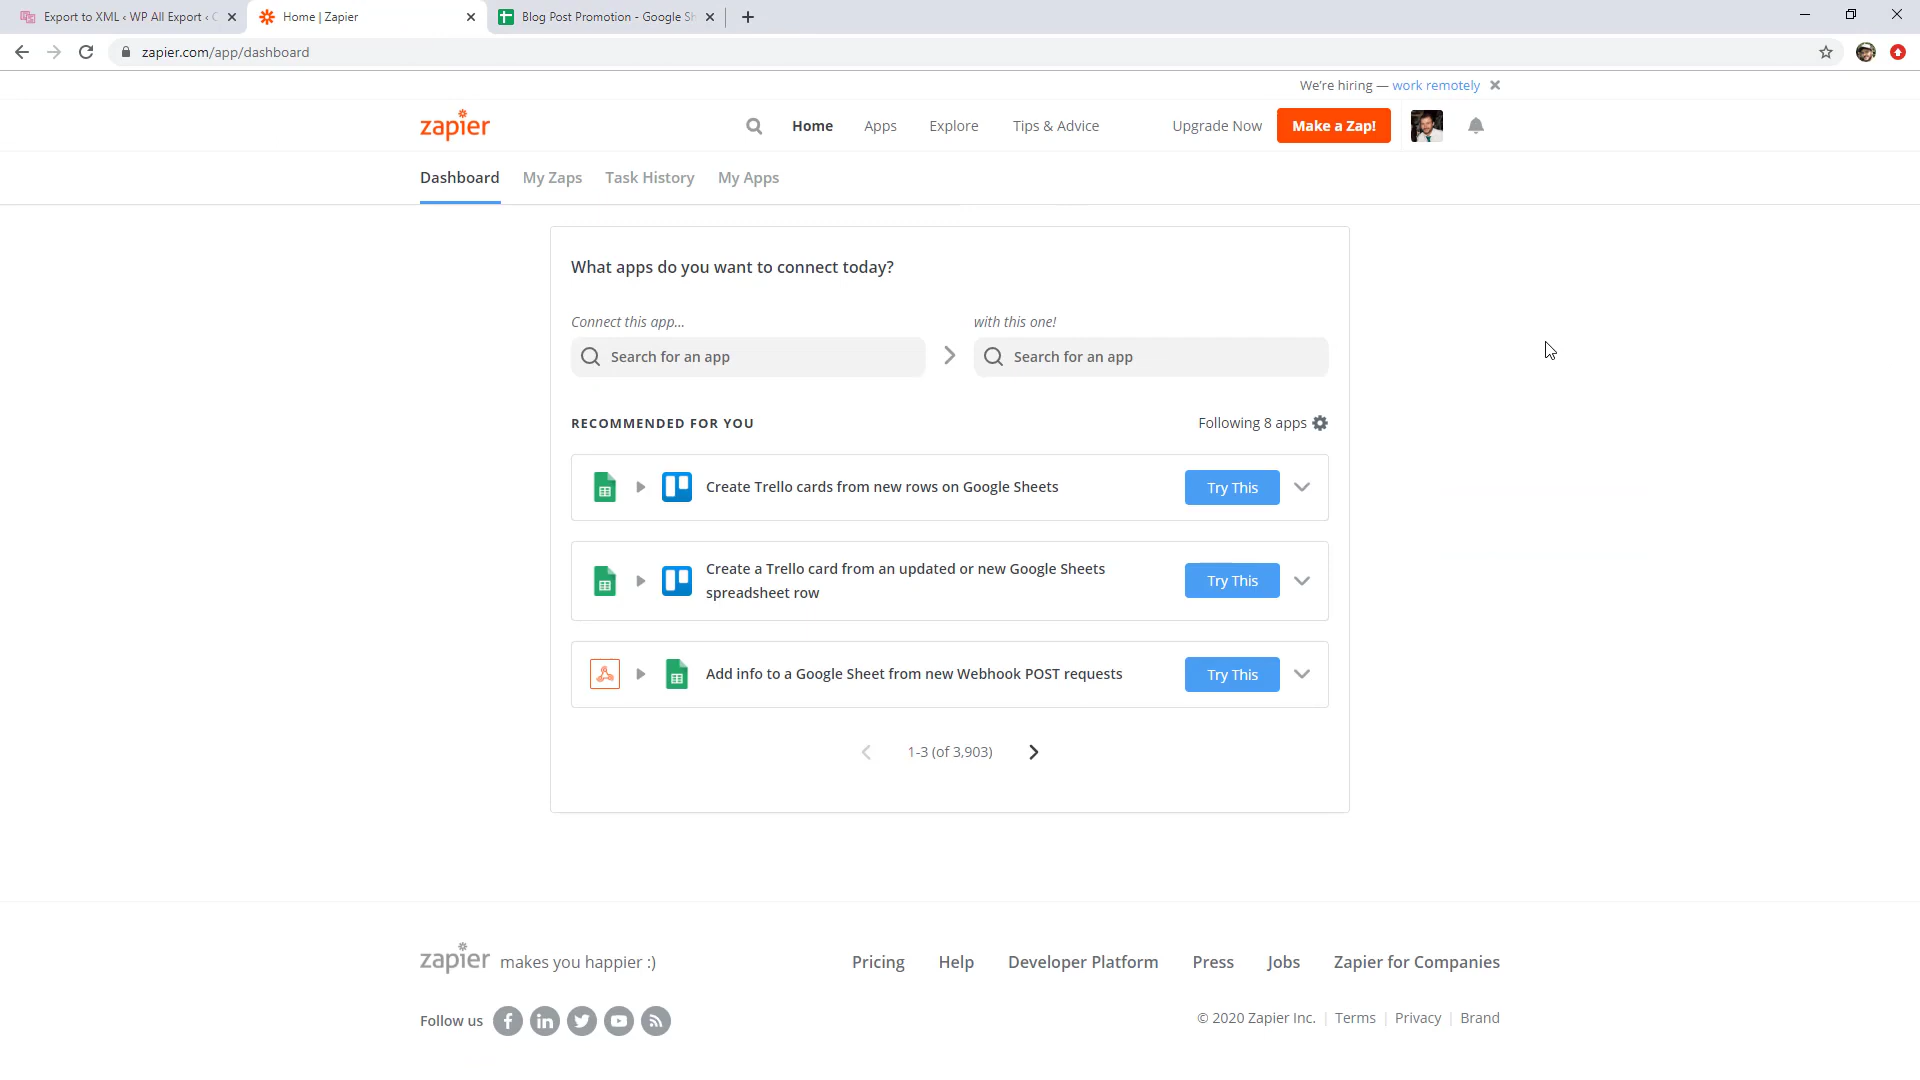 Export to XML ‹ WP All Export ‹ C
Home | Zapier
Blog Post Promotion - Google Sh
zapier.com/app/dashboard
We're hiring — work remotely
zapier
Home
Apps
Explore
Tips & Advice
Upgrade Now
Make a Zap!
Dashboard
My Zaps
Task History
My Apps
What apps do you want to connect today?
Connect this app...
with this one!
Search for an app
Search for an app
RECOMMENDED FOR YOU
Following 8 apps
Create Trello cards from new rows on Google Sheets
Try This
Create a Trello card from an updated or new Google Sheets
spreadsheet row
Try This
Add info to a Google Sheet from new Webhook POST requests
Try This
1-3 (of 3,903)
zapier makes you happier :)
Pricing
Help
Developer Platform
Press
Jobs
Zapier for Companies
Follow us
© 2020 Zapier Inc. | Terms | Privacy | Brand